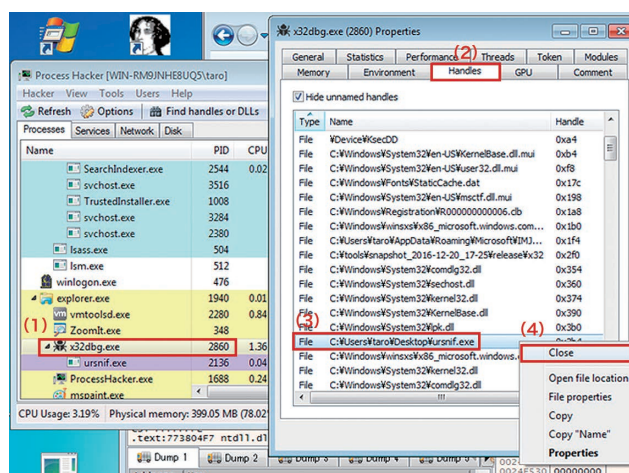 Process Hacker [WIN-RM9JNHE8UQ5\taro]
Hacker View Tools Users Help
Refresh Options Find handles or DLLs
Processes Services Network Disk
Name PID CPU
SearchIndexer.exe 2544 0.02
svchost.exe 3516
TrustedInstaller.exe 1008
svchost.exe 3284
svchost.exe 2380
lsass.exe 504
lsm.exe 512
winlogon.exe 476
explorer.exe 1940 0.01
vmtoolsd.exe 2280 0.84
(1) ZoomIt.exe 348
x32dbg.exe 2860 1.36
ursnif.exe 2136 0.04
ProcessHacker.exe 1688 0.24
mspaint.exe
CPU Usage: 3.19% Physical memory: 399.05 MB (78.02
.text:773804F7 ntdll.dl
Dump 1 Dump 2 Dump 3 Dump 4 Dump 5
00000000
x32dbg.exe (2860) Properties
General Statistics Performance (2) Threads Token Modules
Memory Environment Handles GPU Comment
Hide unnamed handles
Type Name Handle
File ¥Device¥KsecDD 0xa4
File C:¥Windows¥System32¥en-US¥KernelBase.dll.mui 0xb4
File C:¥Windows¥System32¥en-US¥user32.dll.mui 0xf8
File C:¥Windows¥Fonts¥StaticCache.dat 0x17c
File C:¥Windows¥System32¥en-US¥msctf.dll.mui 0x198
File C:¥Windows¥Registration¥R000000000006.clb 0x1a8
File C:¥Windows¥winsxs¥x86_microsoft.windows.com... 0x1b0
File C:¥Users¥taro¥AppData¥Roaming¥Microsoft¥IMJ... 0x1f4
File C:¥tools¥snapshot_2016-12-20_17-25¥release¥x32 0x2f0
File C:¥Windows¥System32¥comdlg32.dll 0x354
File C:¥Windows¥System32¥sechost.dll 0x360
File C:¥Windows¥System32¥kernel32.dll 0x374
File C:¥Windows¥System32¥KernelBase.dll 0x390
(3) File C:¥Windows¥System32¥lpk.dll 0x3b0
File C:¥Users¥taro¥Desktop¥ursnif.exe
(4)
File C:¥Windows¥winsxs¥x86_microsoft.windows.
File C:¥Windows¥System32¥kernel32.dll
File C:¥Windows¥System32¥comdlg32.dll
Close
Open file location
File properties
Copy
Copy "Name"
Properties